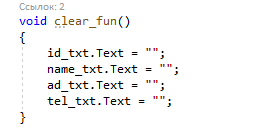 Ссылок: 2
void clear_fun()
{
id_txt.Text = "";
name_txt.Text = "";
ad_txt.Text = "";
tel_txt.Text = "";
}